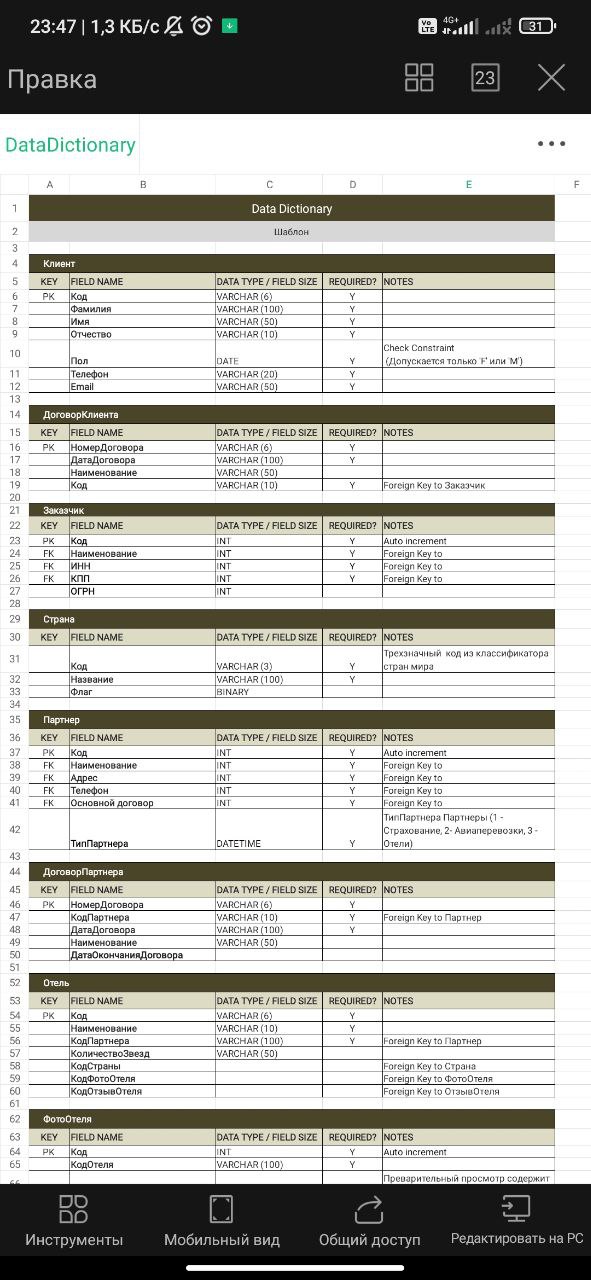 23:47 | 1,3 КБ/с Vo LTE 4G+ 31
Правка 23
DataDictionary
A B C D E F
1 Data Dictionary
2 Шаблон
3
4 Клиент
5 KEY FIELD NAME DATA TYPE / FIELD SIZE REQUIRED? NOTES
6 PK Код VARCHAR (6) Y
7 Фамилия VARCHAR (100) Y
8 Имя VARCHAR (50) Y
9 Отчество VARCHAR (10) Y
Check Constraint
10 Пол DATE Y (Допускается только 'F' или 'M')
11 Телефон VARCHAR (20) Y
12 Email VARCHAR (50) Y
13
14 ДоговорКлиента
15 KEY FIELD NAME DATA TYPE / FIELD SIZE REQUIRED? NOTES
16 PK НомерДоговора VARCHAR (6) Y
17 ДатаДоговора VARCHAR (100) Y
18 Наименование VARCHAR (50)
19 Код VARCHAR (10) Y Foreign Key to Заказчик
20
21 Заказчик
22 KEY FIELD NAME DATA TYPE / FIELD SIZE REQUIRED? NOTES
23 PK Код INT Y Auto increment
24 FK Наименование INT Y Foreign Key to
25 FK ИНН INT Y Foreign Key to
26 FK КПП INT Y Foreign Key to
27 ОГРН INT
28
29 Страна
30 KEY FIELD NAME DATA TYPE / FIELD SIZE REQUIRED? NOTES
Трехзначный код из классификатора
31 Код VARCHAR (3) Y стран мира
32 Название VARCHAR (100) Y
33 Флаг BINARY
34
35 Партнер
36 KEY FIELD NAME DATA TYPE / FIELD SIZE REQUIRED? NOTES
37 PK Код INT Y Auto increment
38 FK Наименование INT Y Foreign Key to
39 FK Адрес INT Y Foreign Key to
40 FK Телефон INT Y Foreign Key to
41 FK Основной договор INT Y Foreign Key to
ТипПартнера Партнеры (1 -
Страхование, 2- Авиаперевозки, 3 -
42 ТипПартнера DATETIME Y Отели)
43
44 ДоговорПартнера
45 KEY FIELD NAME DATA TYPE / FIELD SIZE REQUIRED? NOTES
46 PK НомерДоговора VARCHAR (6) Y
47 КодПартнера VARCHAR (10) Y Foreign Key to Партнер
48 ДатаДоговора VARCHAR (100) Y
49 Наименование VARCHAR (50)
50 ДатаОкончанияДоговора
51
52 Отель
53 KEY FIELD NAME DATA TYPE / FIELD SIZE REQUIRED? NOTES
54 PK Код VARCHAR (6) Y
55 Наименование VARCHAR (10) Y
56 КодПартнера VARCHAR (100) Y Foreign Key to Партнер
57 КоличествоЗвезд VARCHAR (50)
58 КодСтраны Foreign Key to Страна
59 КодФотоОтеля Foreign Key to ФотоОтеля
60 КодОтзывОтеля Foreign Key to ОтзывОтеля
61
62 ФотоОтеля
63 KEY FIELD NAME DATA TYPE / FIELD SIZE REQUIRED? NOTES
64 PK Код INT Y Auto increment
65 КодОтеля VARCHAR (100) Y
66 Преварительный просмотр содержит
Инструменты Мобильный вид Общий доступ Редактировать на PC